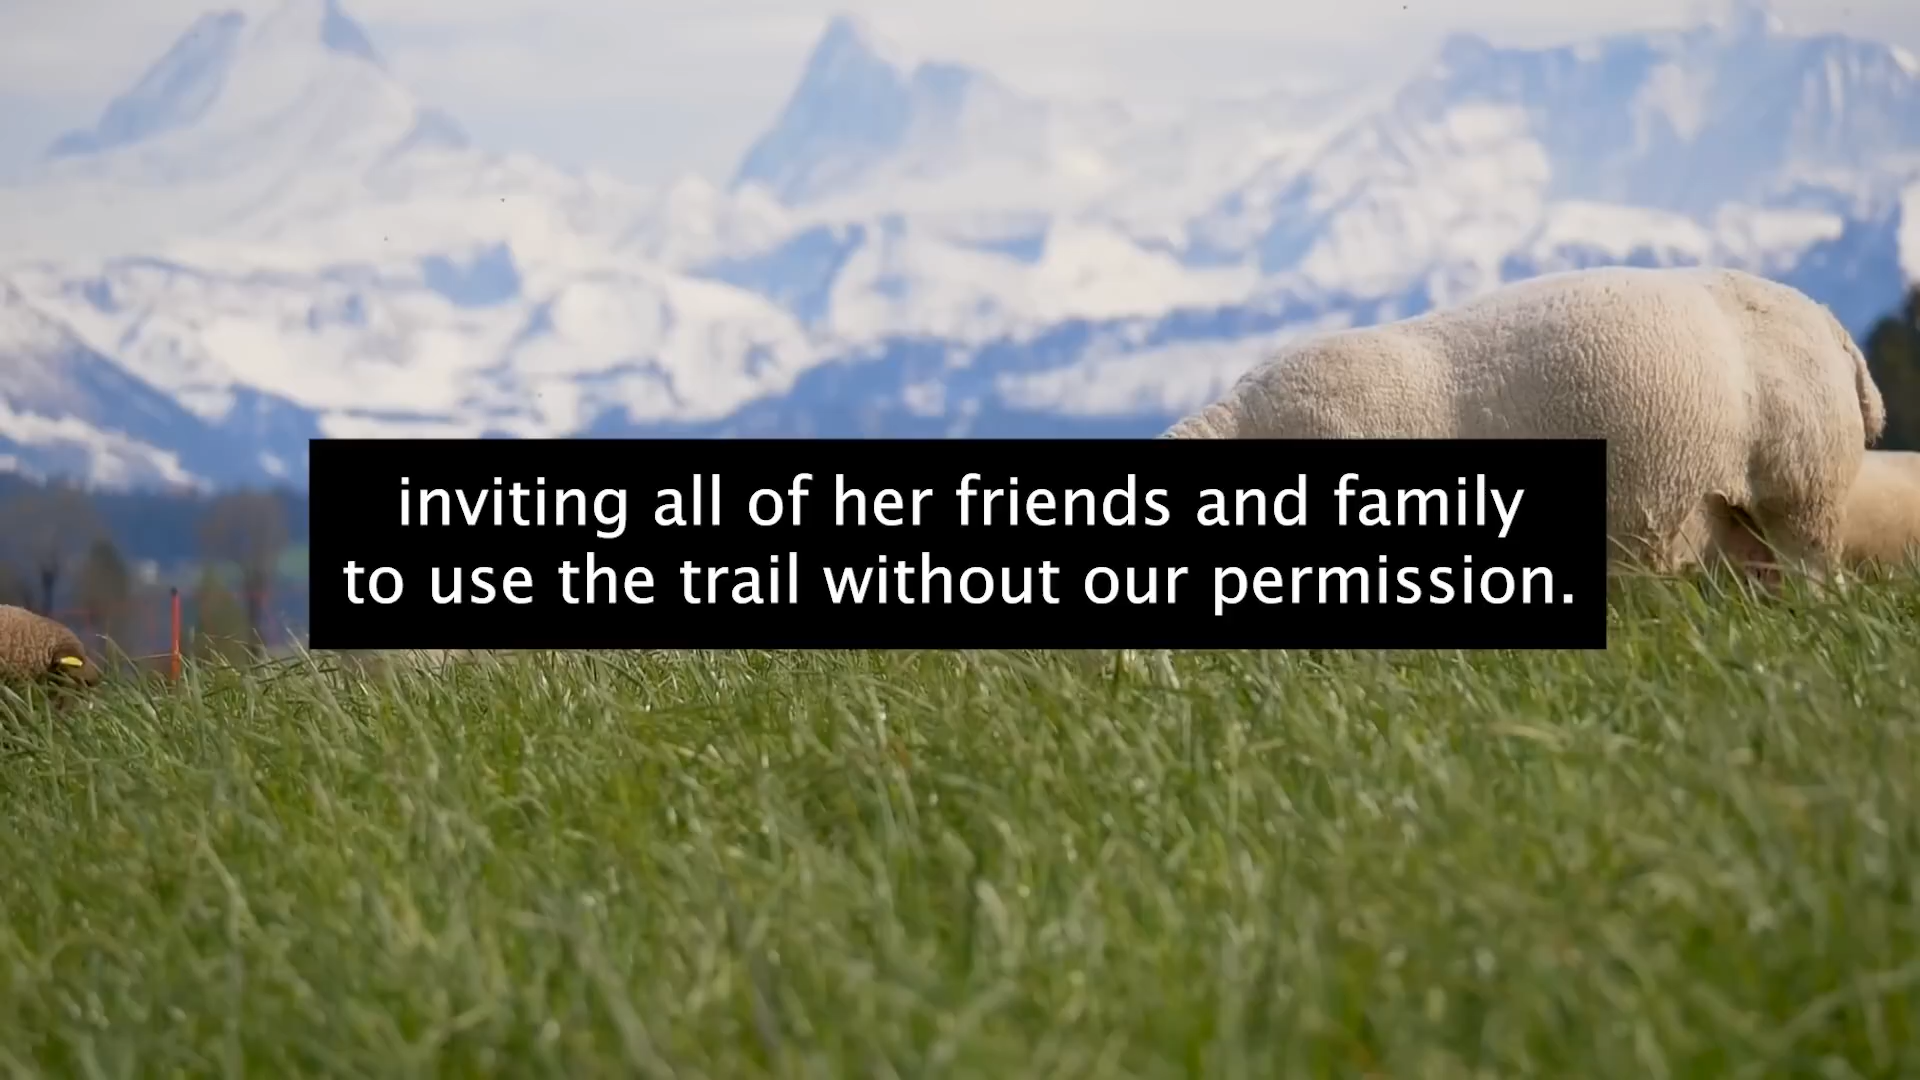 inviting all of her friends and family
to use the trail without our permission.